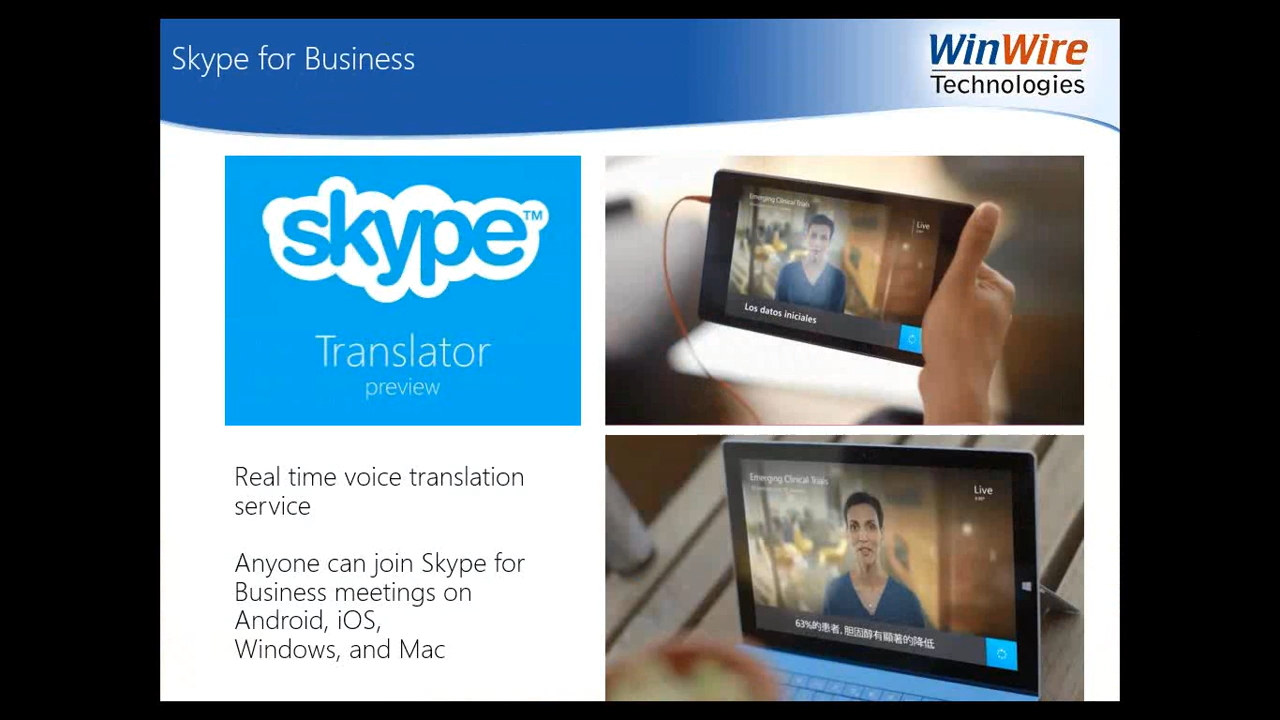 Skype for Business
WinWire
Technologies
skype™
Translator
preview
Emerging Clinical Trials
Live
Los datos iniciales
Real time voice translation
service
Anyone can join Skype for
Business meetings on
Android, iOS,
Windows, and Mac
Emerging Clinical Trials
Live
63%的患者, 胆固醇有顯著的降低